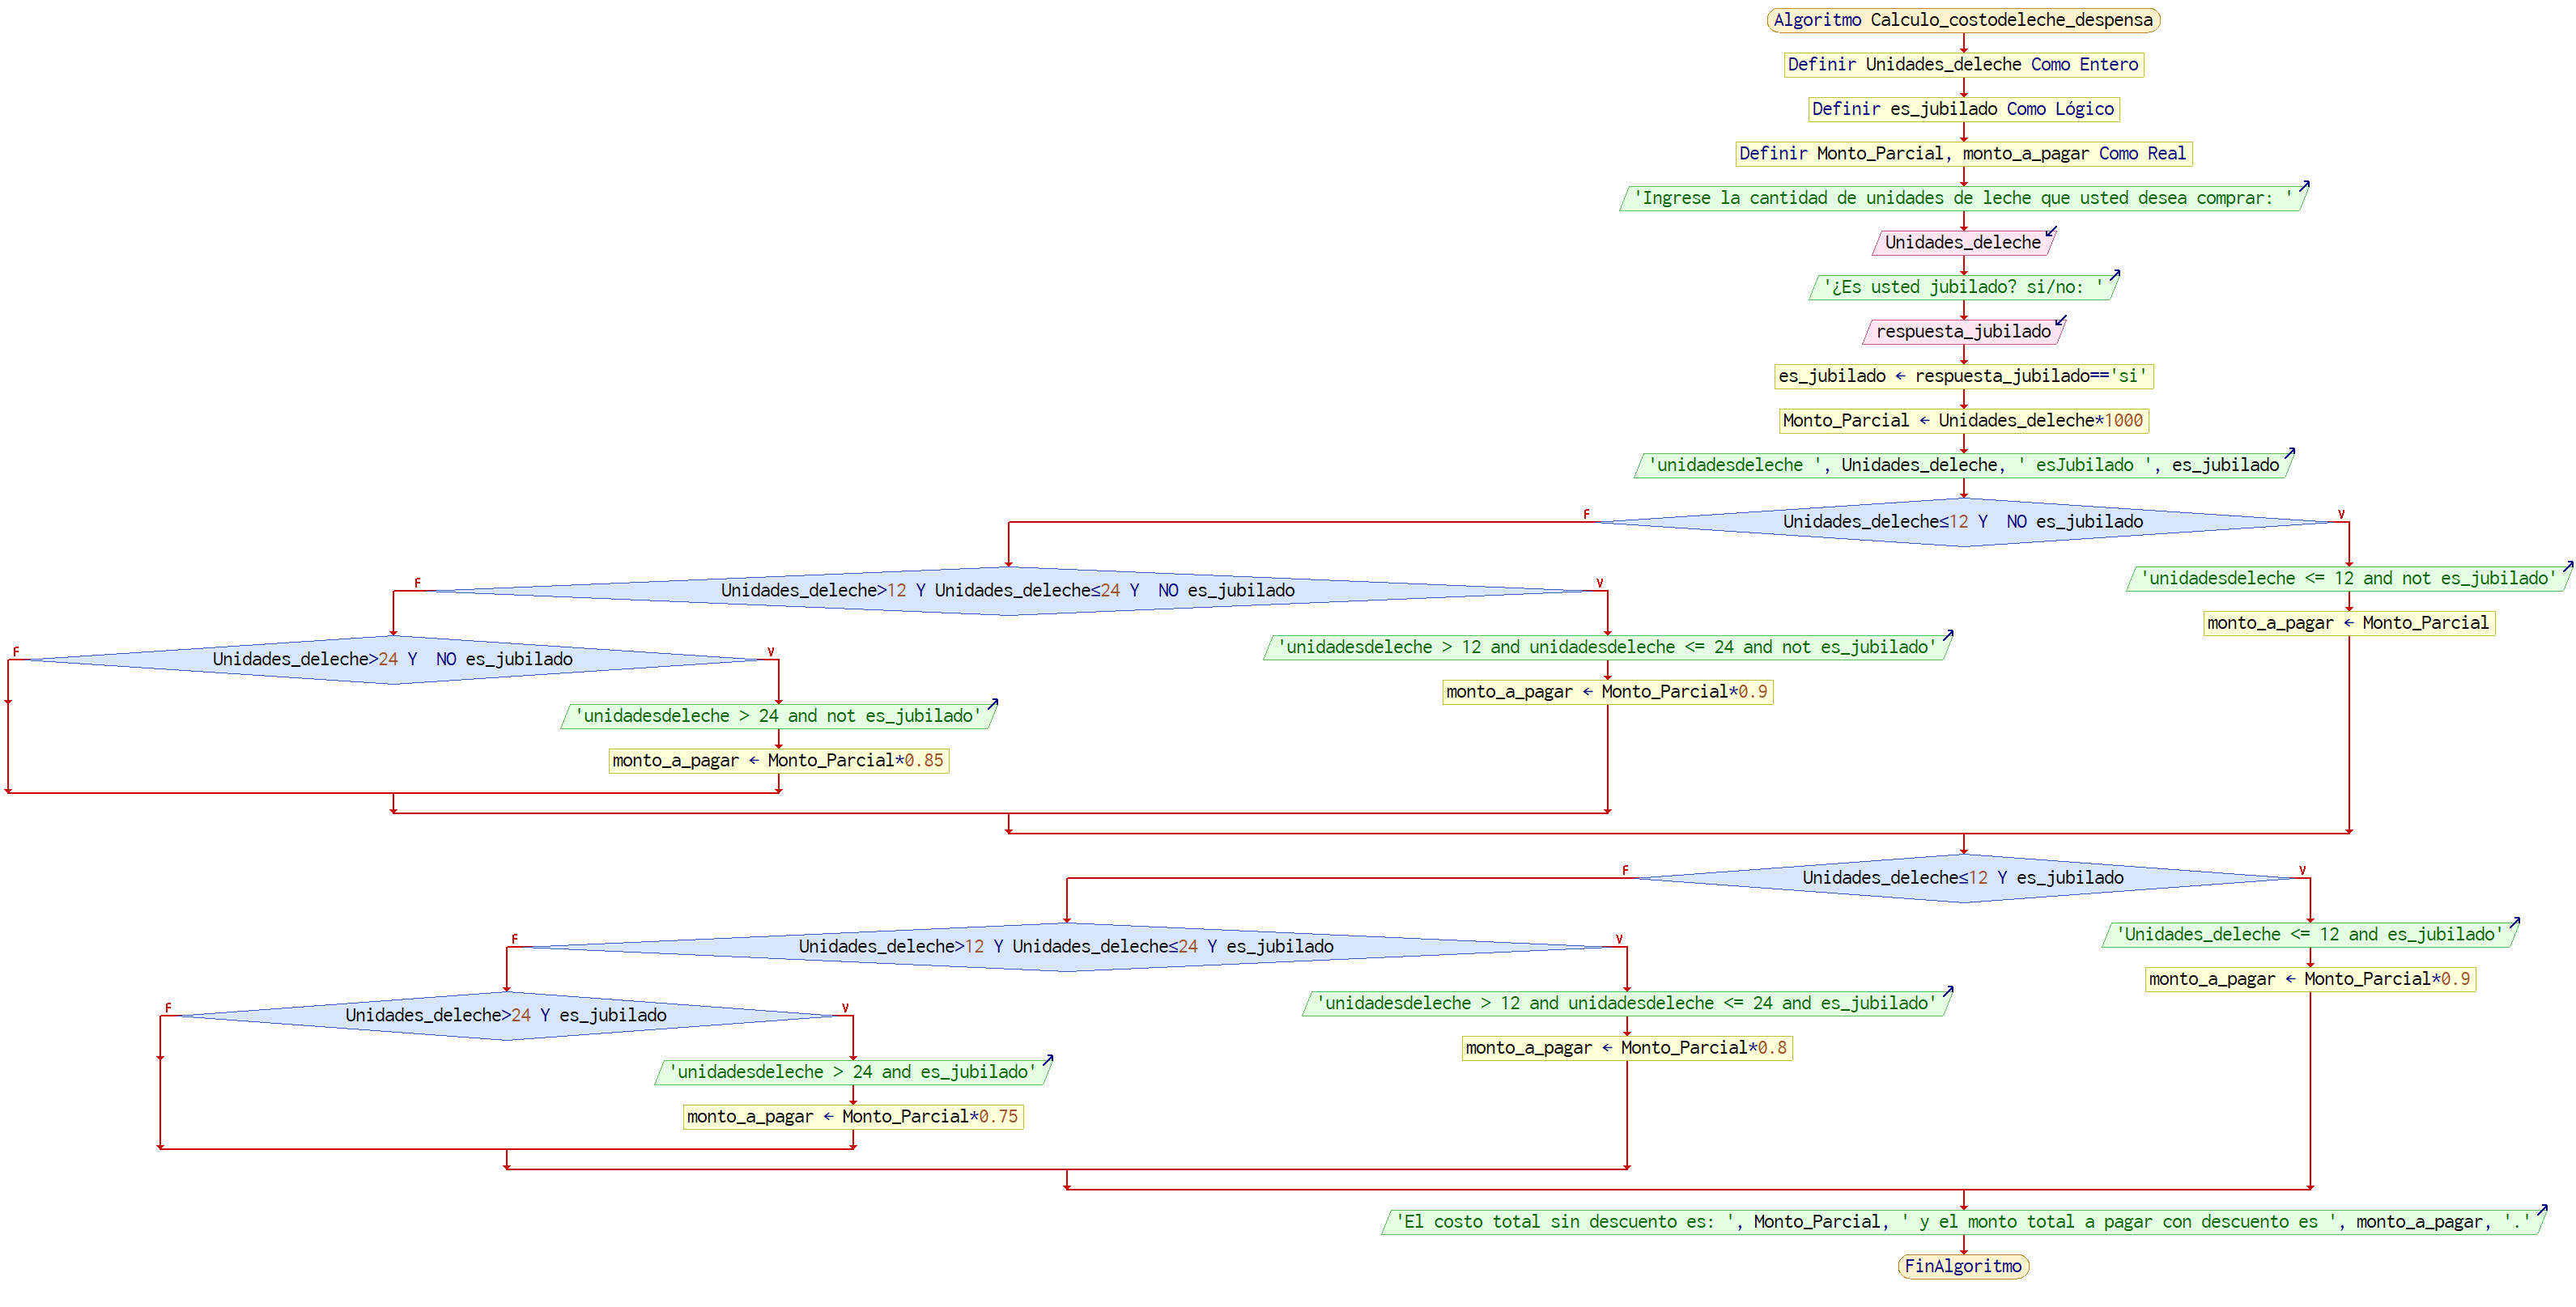 Algoritmo Calculo_costodeleche_despensa
Definir Unidades_deleche Como Entero
Definir es_jubilado Como Lógico
Definir Monto_Parcial, monto_a_pagar Como Real
'Ingrese la cantidad de unidades de leche que usted desea comprar: '
Unidades_deleche
'¿Es usted jubilado? si/no: '
respuesta_jubilado
es_jubilado ← respuesta_jubilado=='si'
Monto_Parcial ← Unidades_deleche*1000
'unidadesdeleche ', Unidades_deleche, ' esJubilado ', es_jubilado
F
Unidades_deleche≤12 Y  NO es_jubilado
V
F
Unidades_deleche>12 Y Unidades_deleche≤24 Y  NO es_jubilado
V
'unidadesdeleche <= 12 and not es_jubilado'
monto_a_pagar ← Monto_Parcial
F
Unidades_deleche>24 Y  NO es_jubilado
V
'unidadesdeleche > 12 and unidadesdeleche <= 24 and not es_jubilado'
monto_a_pagar ← Monto_Parcial*0.9
'unidadesdeleche > 24 and not es_jubilado'
monto_a_pagar ← Monto_Parcial*0.85
F
Unidades_deleche≤12 Y es_jubilado
V
F
Unidades_deleche>12 Y Unidades_deleche≤24 Y es_jubilado
V
'Unidades_deleche <= 12 and es_jubilado'
monto_a_pagar ← Monto_Parcial*0.9
F
Unidades_deleche>24 Y es_jubilado
V
'unidadesdeleche > 12 and unidadesdeleche <= 24 and es_jubilado'
monto_a_pagar ← Monto_Parcial*0.8
'unidadesdeleche > 24 and es_jubilado'
monto_a_pagar ← Monto_Parcial*0.75
'El costo total sin descuento es: ', Monto_Parcial, ' y el monto total a pagar con descuento es ', monto_a_pagar, '.'
FinAlgoritmo